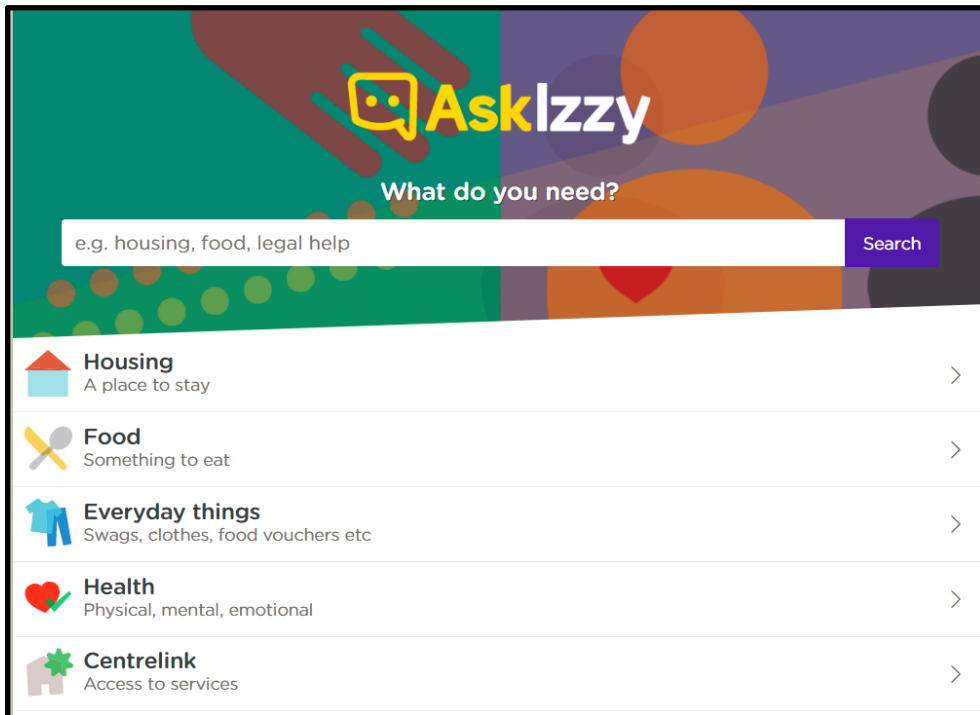 AskIzzy
What do you need?
e.g. housing, food, legal help
Search
Housing
A place to stay
Food
Something to eat
Everyday things
Swags, clothes, food vouchers etc
Health
Physical, mental, emotional
Centrelink
Access to services